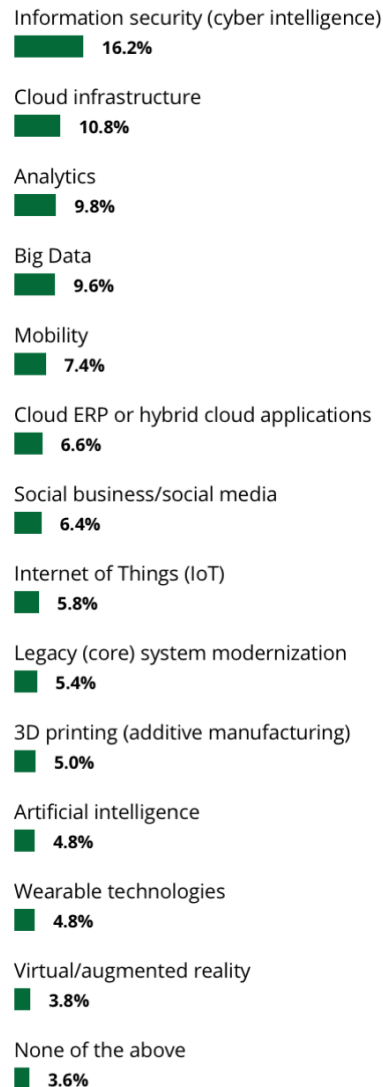 Information security (cyber intelligence)
16.2%
Cloud infrastructure
10.8%
Analytics
9.8%
Big Data
9.6%
Mobility
7.4%
Cloud ERP or hybrid cloud applications
6.6%
Social business/social media
6.4%
Internet of Things (IoT)
5.8%
Legacy (core) system modernization
5.4%
3D printing (additive manufacturing)
5.0%
Artificial intelligence
4.8%
Wearable technologies
4.8%
Virtual/augmented reality
3.8%
None of the above
3.6%